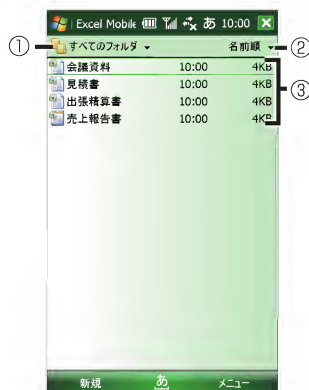 Excel Mobile あ 10:00
① すべてのフォルダ 名前順 ②
会議資料 10:00 4KB
見積書 10:00 4KB
出張積算書 10:00 4KB
売上報告書 10:00 4KB
③
新規 あ メニュー